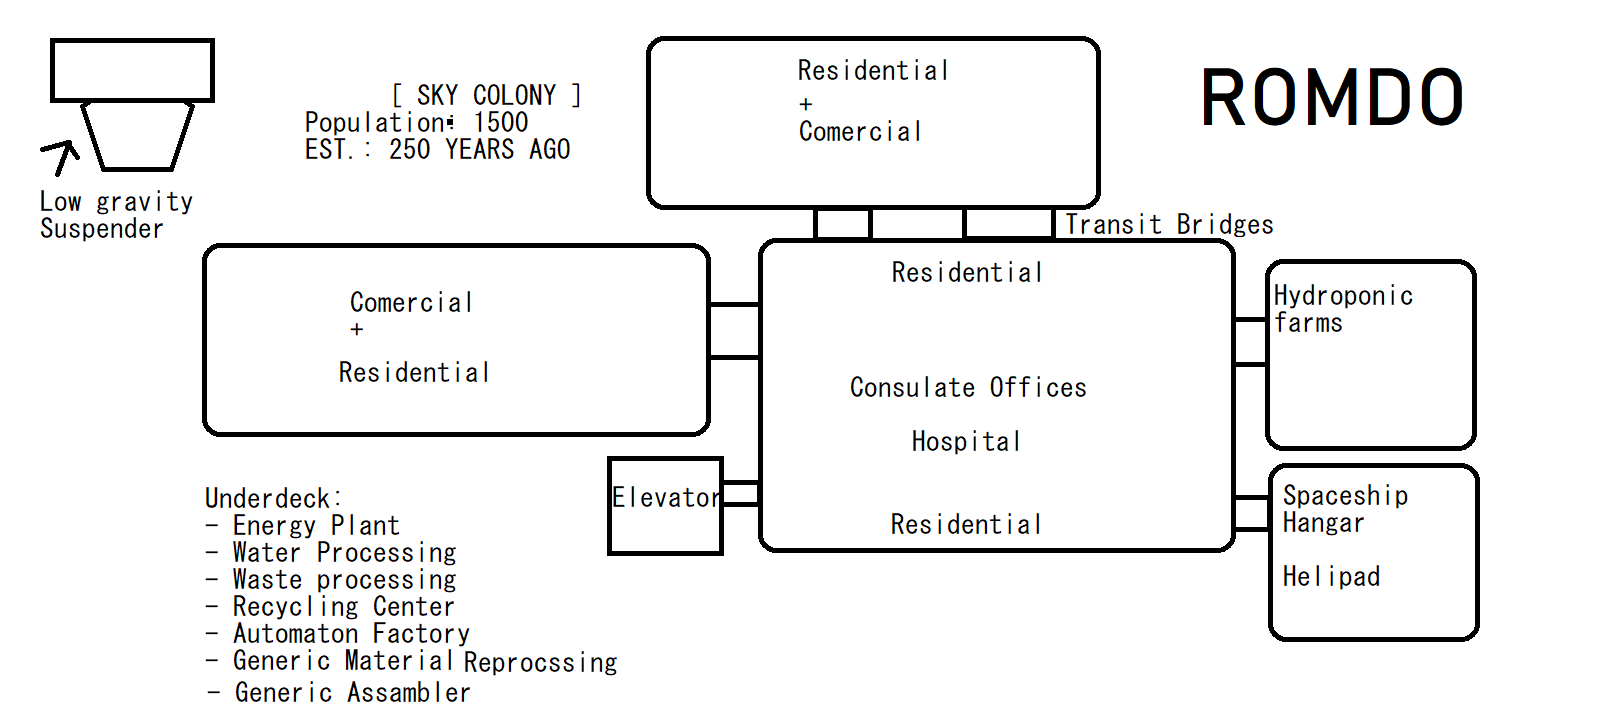 ROMDO
[ SKY COLONY ]
Population: 1500
EST.: 250 YEARS AGO
Low gravity
Suspender
Residential
+
Comercial
Transit Bridges
Comercial
+
Residential
Residential
Consulate Offices
Hospital
Residential
Hydroponic
farms
Elevator
Spaceship
Hangar
Helipad
Underdeck:
- Energy Plant
- Water Processing
- Waste processing
- Recycling Center
- Automaton Factory
- Generic Material Reprocssing
- Generic Assambler